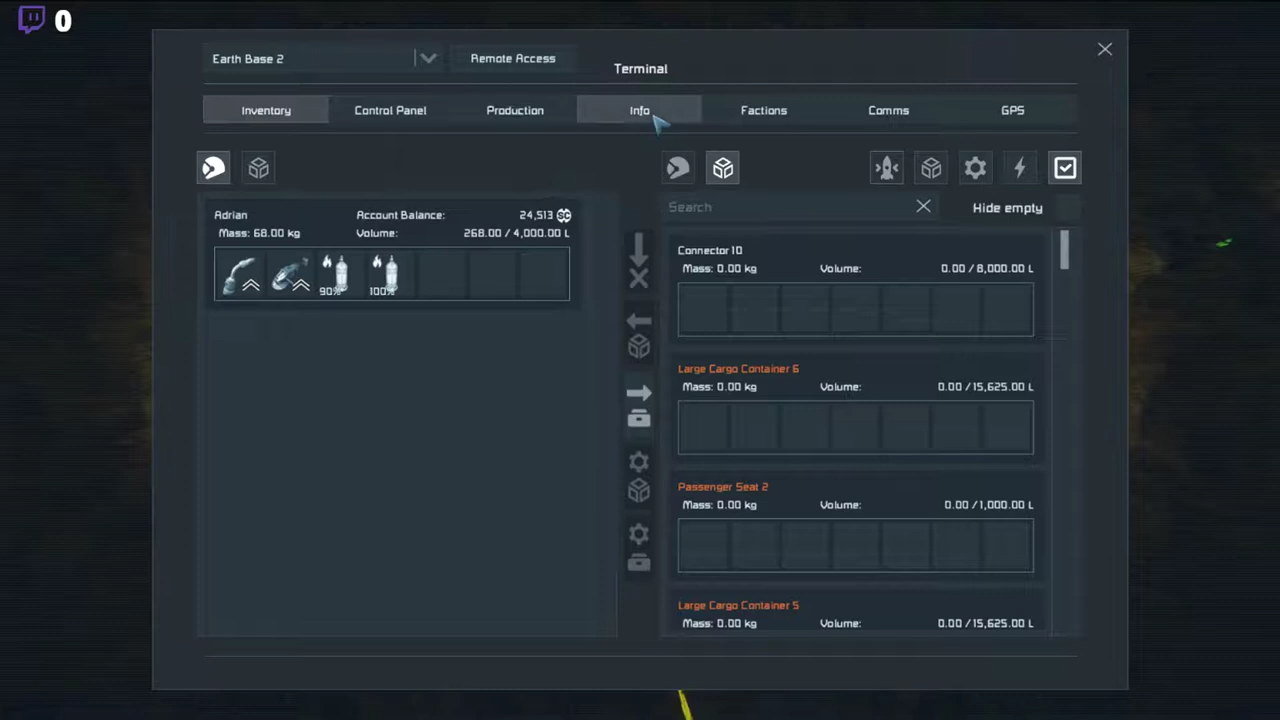 0
Earth Base 2
Remote Access
Terminal
Inventory
Control Panel
Production
Info
Factions
Comms
GPS
Search
Hide empty
Adrian
Account Balance:
24,513 SC
Mass: 68.00 kg
Volume:
268.00 / 4,000.00 L
90%
100%
Connector 10
Mass: 0.00 kg
Volume:
0.00 / 8,000.00 L
Large Cargo Container 6
Mass: 0.00 kg
Volume:
0.00 / 15,625.00 L
Passenger Seat 2
Mass: 0.00 kg
Volume:
0.00 / 1,000.00 L
Large Cargo Container 5
Mass: 0.00 kg
Volume:
0.00 / 15,625.00 L